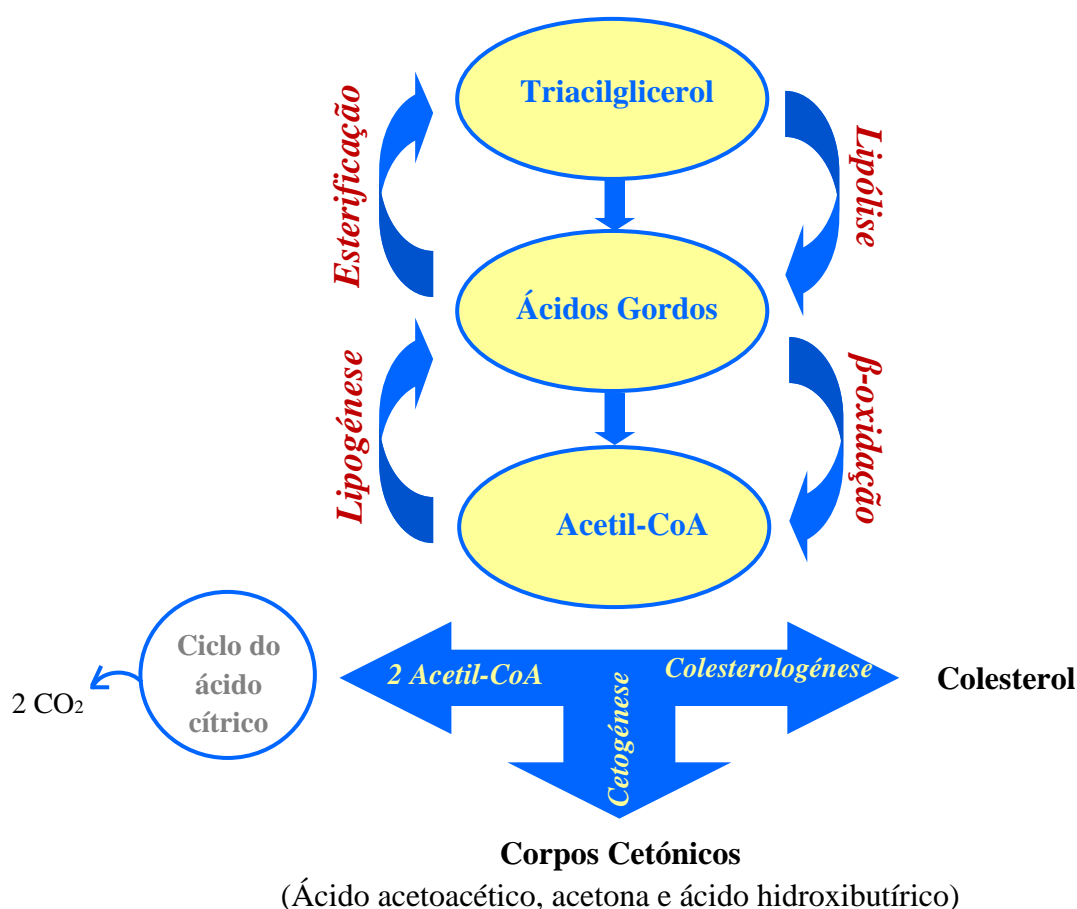 Triacilglicerol
Esterificação
Lipólise
Ácidos Gordos
Lipogénese
β-oxidação
Acetil-CoA
Ciclo do
ácido
cítrico
2 CO2
2 Acetil-CoA
Colesterologénese
Colesterol
Cetogénese
Corpos Cetónicos
(Ácido acetoacético, acetona e ácido hidroxibutírico)